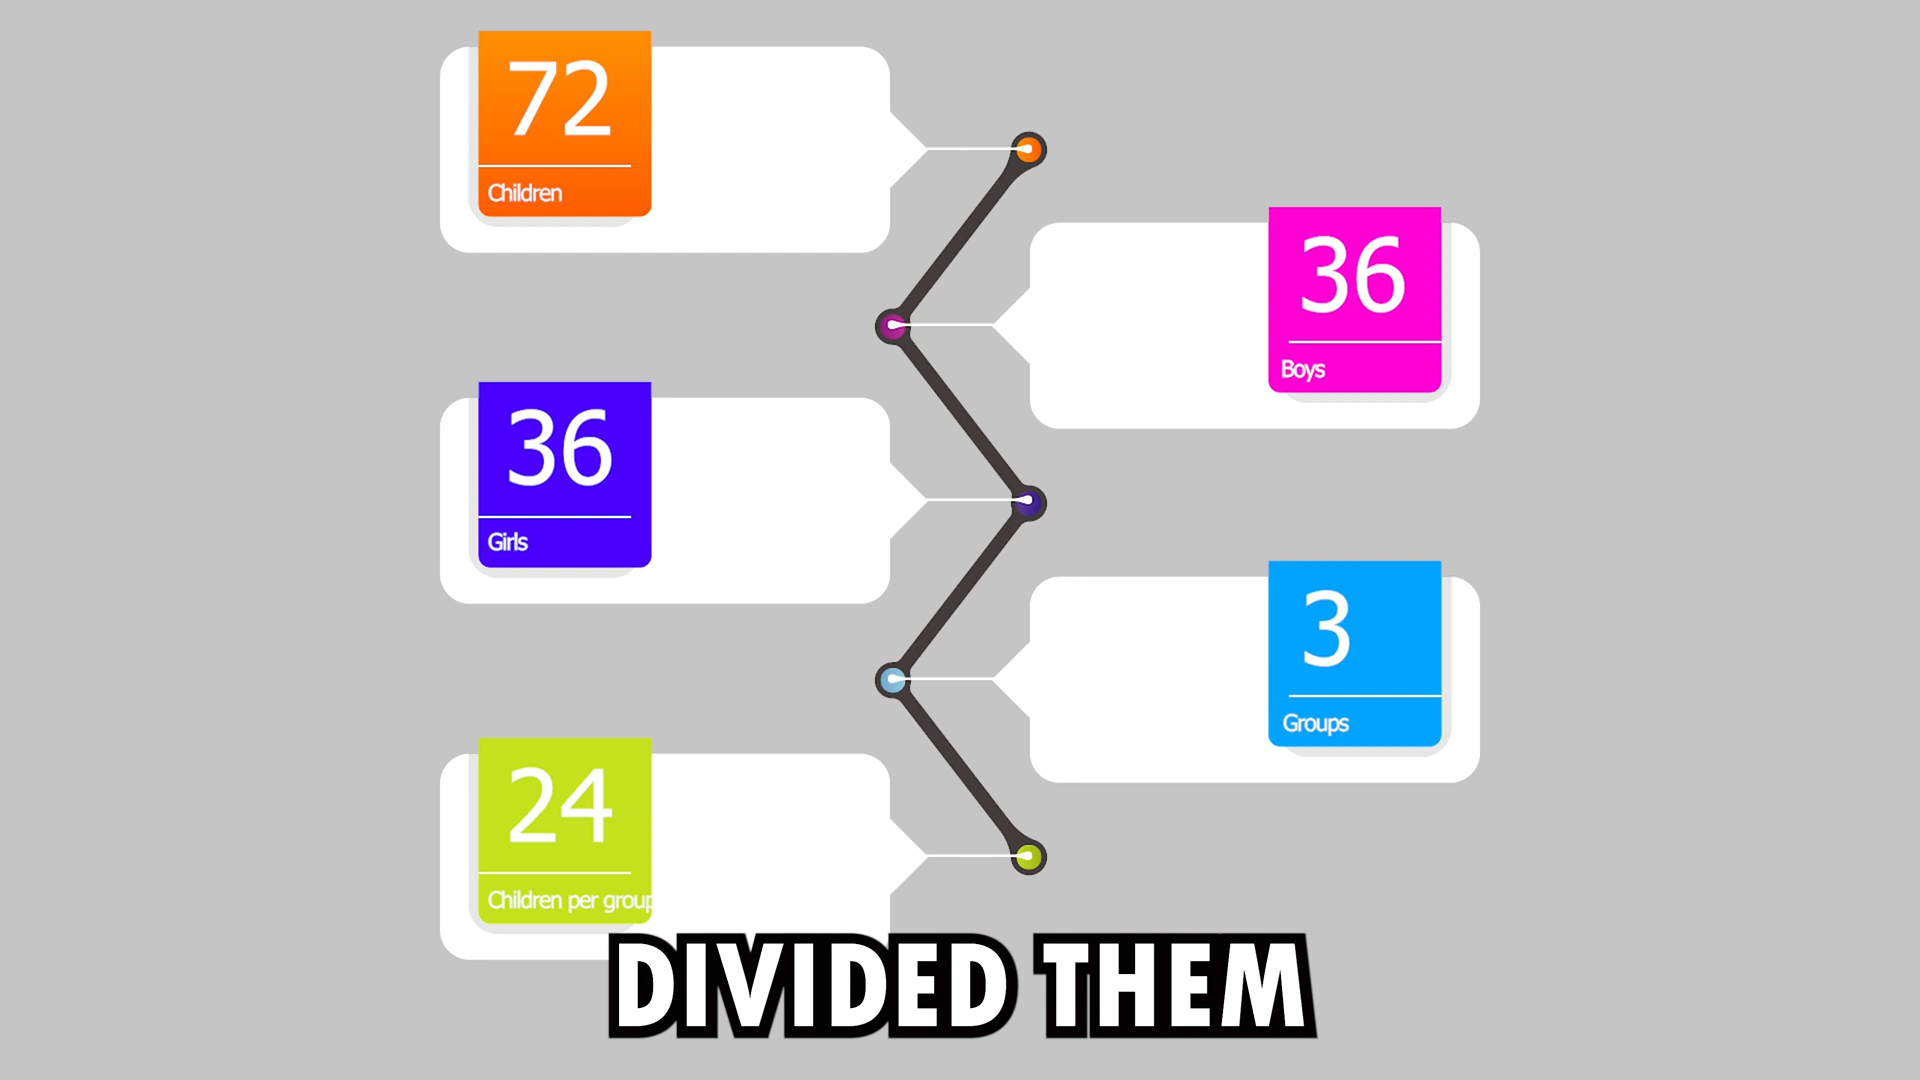 72
Children
36
Boys
36
Girls
3
Groups
24
Children per group
DIVIDED THEM